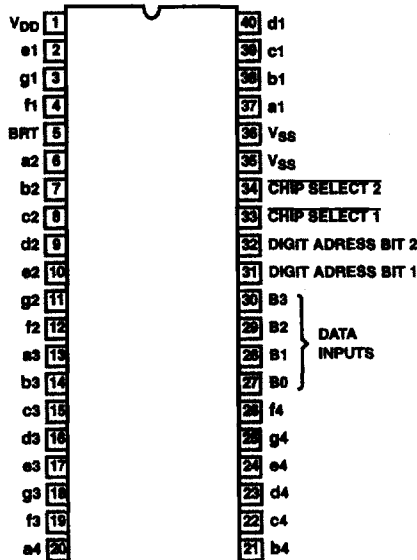 VDD 1 40 d1
e1 2 39 c1
g1 3 38 b1
f1 4 37 a1
BRT 5 36 VSS
a2 6 35 VSS
b2 7 34 CHIP SELECT 2
c2 8 33 CHIP SELECT 1
d2 9 32 DIGIT ADRESS BIT 2
e2 10 31 DIGIT ADRESS BIT 1
g2 11 30 B3
f2 12 29 B2
DATA
a3 13 28 B1
INPUTS
b3 14 27 B0
c3 15 26 f4
d3 16 25 g4
e3 17 24 e4
g3 18 23 d4
f3 19 22 c4
a4 20 21 b4